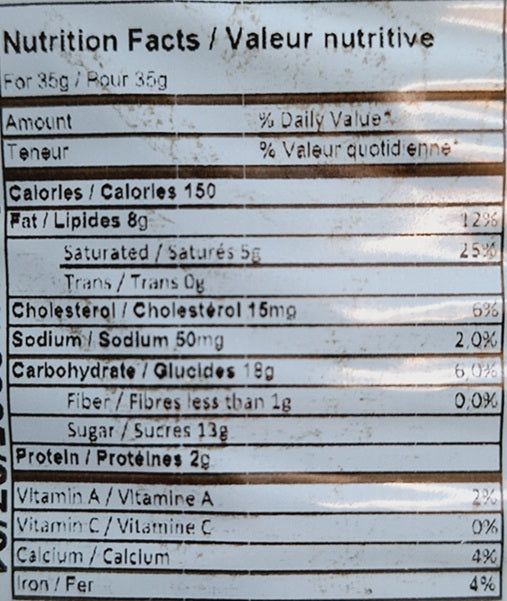 Nutrition Facts / Valeur nutritive
For 35g / Pour 35g
Amount % Daily Value*
Teneur % Valeur quotidienne*
Calories / Calories 150
Fat / Lipides 8g 12%
Saturated / Saturés 5g 25%
Trans / Trans 0g
Cholesterol / Cholestérol 15mg 6%
Sodium / Sodium 50mg 2,0%
Carbohydrate / Glucides 18g 6,0%
Fiber / Fibres less than 1g 0,0%
Sugar / Sucres 13g
Protein / Protéines 2g
Vitamin A / Vitamine A 2%
Vitamin C / Vitamine C 0%
Calcium / Calcium 4%
Iron / Fer 4%